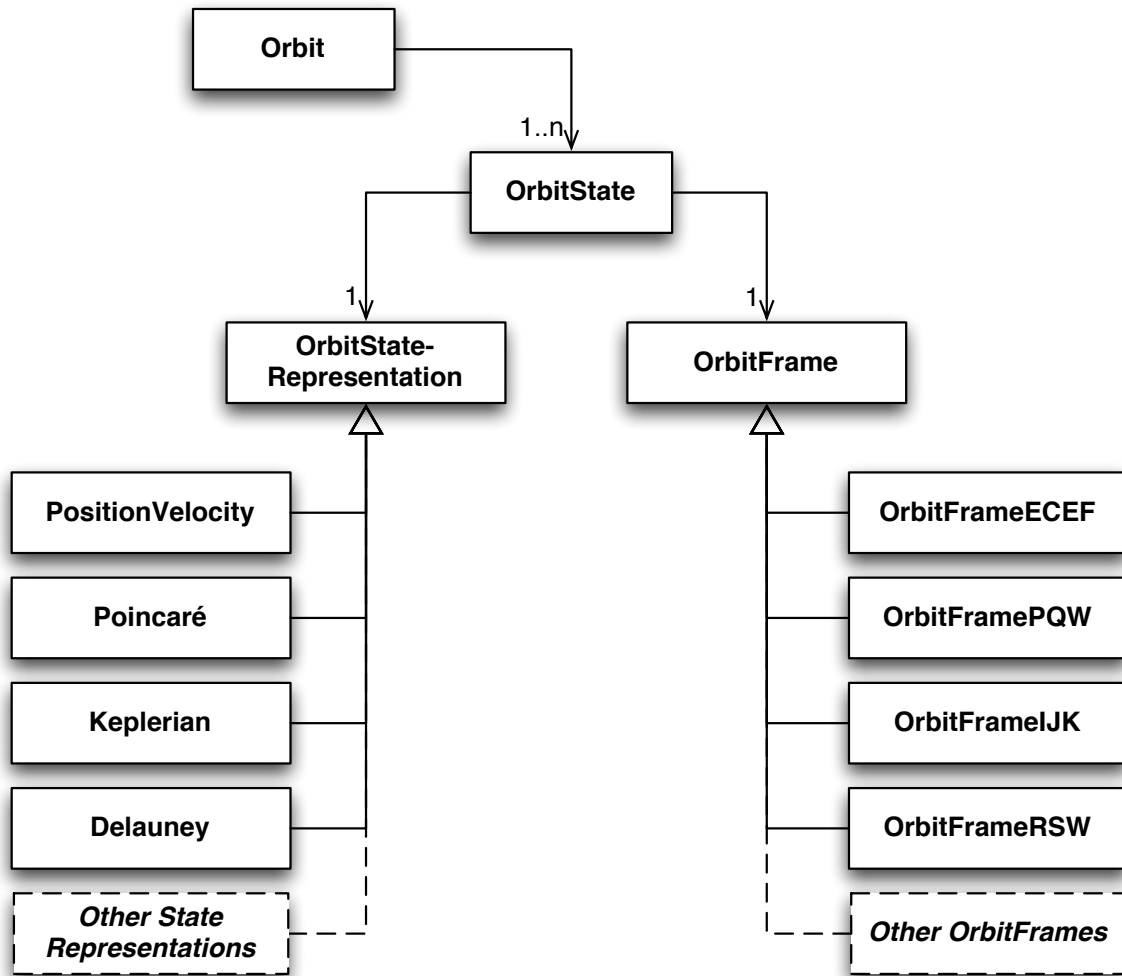 Orbit
1..n
OrbitState
1
1
OrbitState-
Representation
OrbitFrame
PositionVelocity
OrbitFrameECEF
Poincaré
OrbitFramePQW
Keplerian
OrbitFrameIJK
Delauney
OrbitFrameRSW
Other State
Representations
Other OrbitFrames